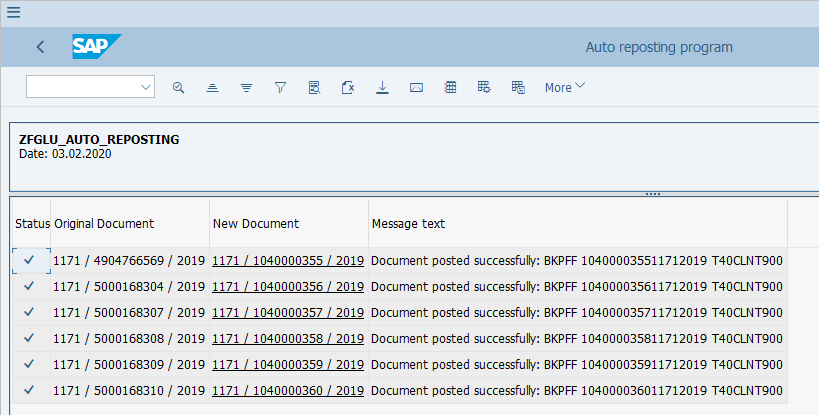 SAP
Auto reposting program
More
ZFGLU_AUTO_REPOSTING
Date: 03.02.2020
Status Original Document New Document Message text
1171 / 4904766569 / 2019 1171 / 1040000355 / 2019 Document posted successfully: BKPFF 104000035511712019 T40CLNT900
1171 / 5000168304 / 2019 1171 / 1040000356 / 2019 Document posted successfully: BKPFF 104000035611712019 T40CLNT900
1171 / 5000168307 / 2019 1171 / 1040000357 / 2019 Document posted successfully: BKPFF 104000035711712019 T40CLNT900
1171 / 5000168308 / 2019 1171 / 1040000358 / 2019 Document posted successfully: BKPFF 104000035811712019 T40CLNT900
1171 / 5000168309 / 2019 1171 / 1040000359 / 2019 Document posted successfully: BKPFF 104000035911712019 T40CLNT900
1171 / 5000168310 / 2019 1171 / 1040000360 / 2019 Document posted successfully: BKPFF 104000036011712019 T40CLNT900